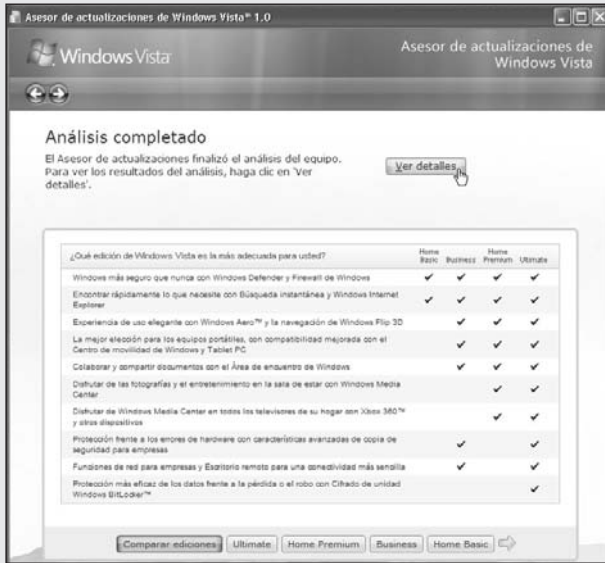 Asesor de actualizaciones de Windows Vista™ 1.0
Windows Vista™
Asesor de actualizaciones de
Windows Vista
Análisis completado
El Asesor de actualizaciones finalizó el análisis del equipo.
Para ver los resultados del análisis, haga clic en 'Ver
detalles'.
Ver detalles
¿Qué edición de Windows Vista es la más adecuada para usted?
Home Basic
Business
Home Premium
Ultimate
Windows más seguro que nunca con Windows Defender y Firewall de Windows
Encontrar rápidamente lo que necesite con Búsqueda instantánea y Windows Internet
Explorer
Experiencia de uso elegante con Windows Aero™ y la navegación de Windows Flip 3D
La mejor elección para los equipos portátiles, con compatibilidad mejorada con el
Centro de movilidad de Windows y Tablet PC
Colaborar y compartir documentos con el Área de encuentro de Windows
Disfrutar de las fotografías y el entretenimiento en la sala de estar con Windows Media
Center
Disfrutar de Windows Media Center en todos los televisores de su hogar con Xbox 360™
y otros dispositivos
Protección frente a los errores de hardware con características avanzadas de copia de
seguridad para empresas
Funciones de red para empresas y Escritorio remoto para una conectividad más sencilla
Protección más eficaz de los datos frente a la pérdida o el robo con Cifrado de unidad
Windows BitLocker™
Comparar ediciones
Ultimate
Home Premium
Business
Home Basic